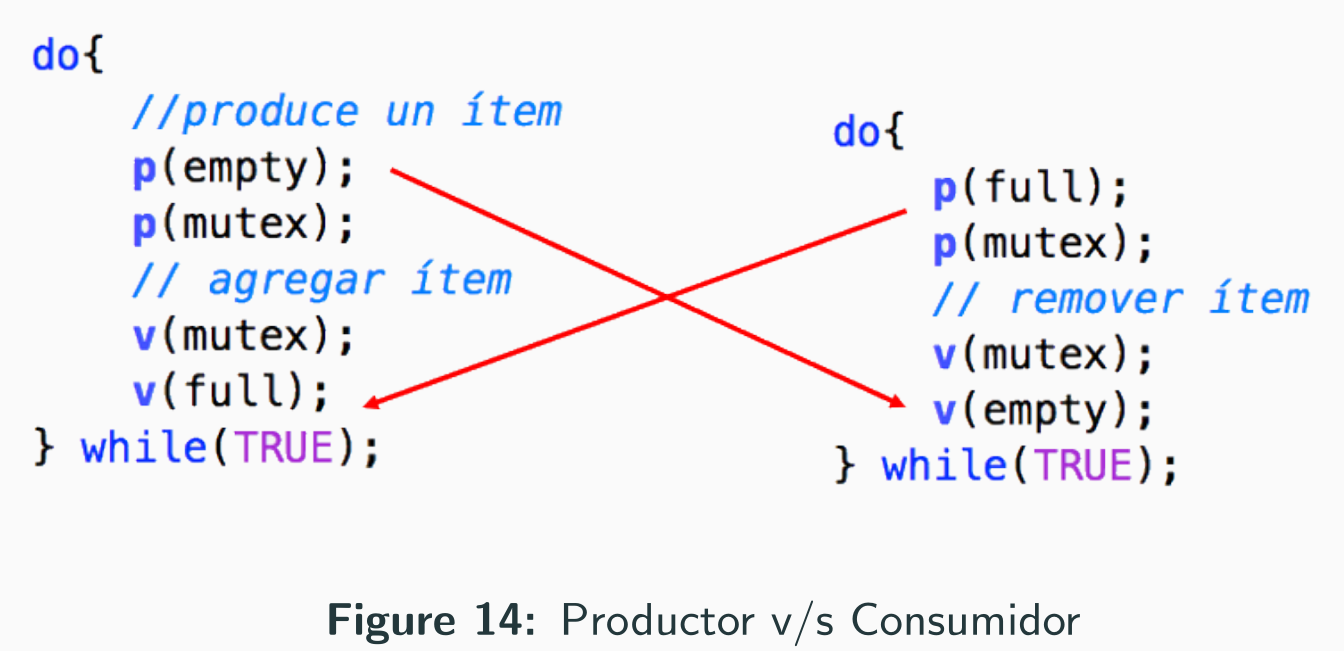 do{
//produce un ítem
p(empty);
p(mutex);
// agregar ítem
v(mutex);
v(full);
} while(TRUE);
do{
p(full);
p(mutex);
// remover ítem
v(mutex);
v(empty);
} while(TRUE);
Figure 14: Productor v/s Consumidor